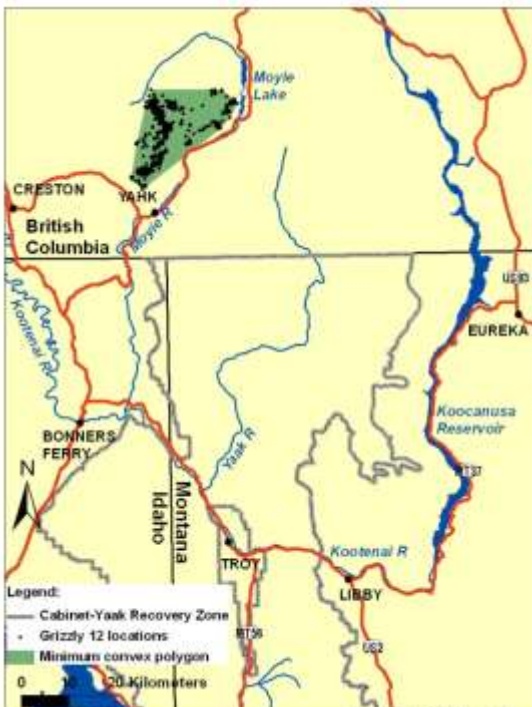 Moyie
Lake
CRESTON
YAHK
British
Columbia
Moyie R
Kootenai R
US93
EUREKA
Koocanusa
Reservoir
BONNERS
FERRY
Yaak R
N
Montana
Idaho
TROY
Kootenai R
LIBBY
MT56
US2
Legend:
Cabinet-Yaak Recovery Zone
Grizzly 12 locations
Minimum convex polygon
0 10 20 Kilometers